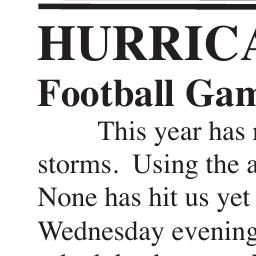 HURRICA
Football Gam
This year has
storms. Using the a
None has hit us yet
Wednesday evening